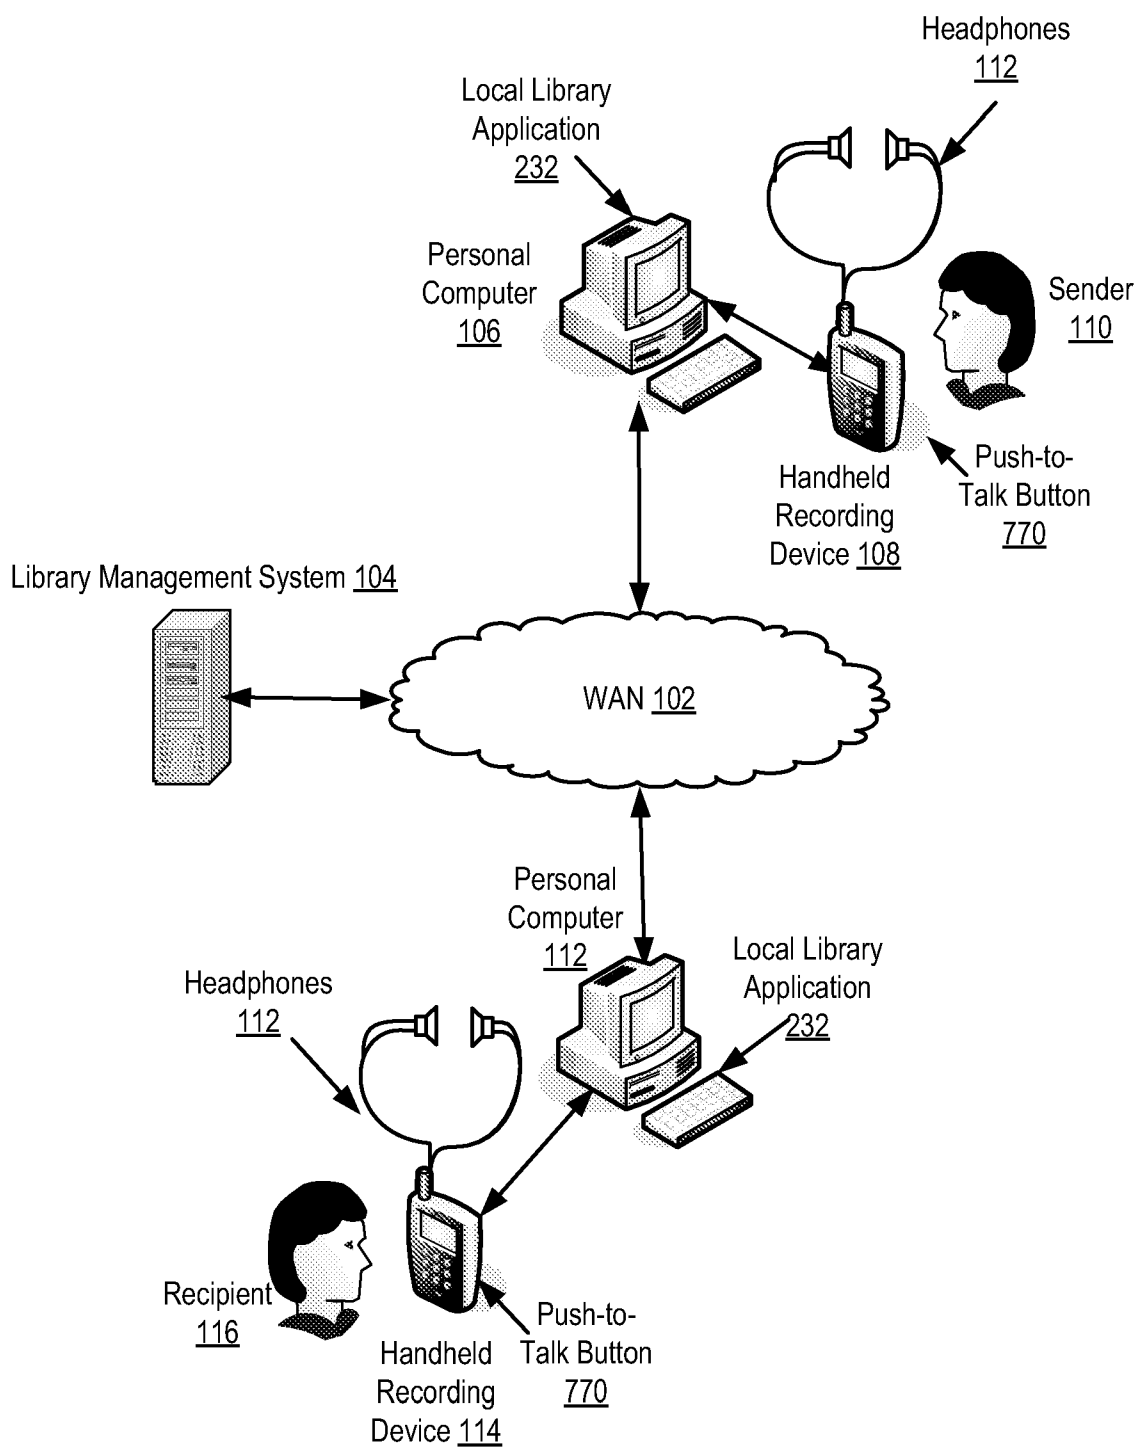 Headphones
112
Local Library
Application
232
Personal
Computer
106
Sender
110
Push-to-
Talk Button
770
Handheld
Recording
Device 108
Library Management System 104
WAN 102
Personal
Computer
112
Local Library
Application
232
Headphones
112
Recipient
116
Push-to-
Talk Button
770
Handheld
Recording
Device 114